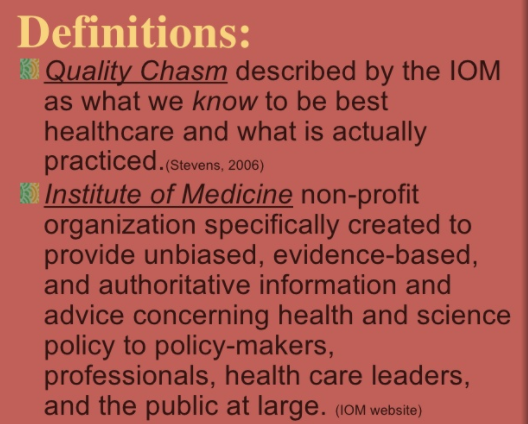 Definitions:
Quality Chasm described by the IOM
as what we know to be best
healthcare and what is actually
practiced.(Stevens, 2006)
Institute of Medicine non-profit
organization specifically created to
provide unbiased, evidence-based,
and authoritative information and
advice concerning health and science
policy to policy-makers,
professionals, health care leaders,
and the public at large. (IOM website)